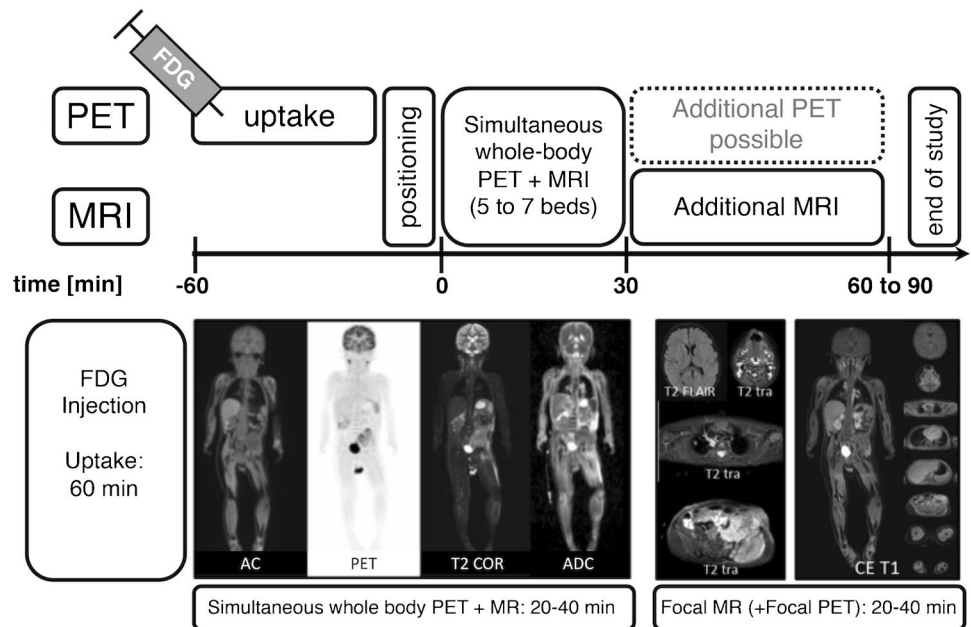 FDG
PET
uptake
positioning
Simultaneous
whole-body
PET + MRI
(5 to 7 beds)
Additional PET
possible
end of study
MRI
Additional MRI
time [min]
-60
0
30
60 to 90
FDG
Injection
Uptake:
60 min
AC
PET
T2 COR
ADC
T2 FLAIR
T2 tra
T2 tra
T2 tra
CE T1
Simultaneous whole body PET + MR: 20-40 min
Focal MR (+Focal PET): 20-40 min